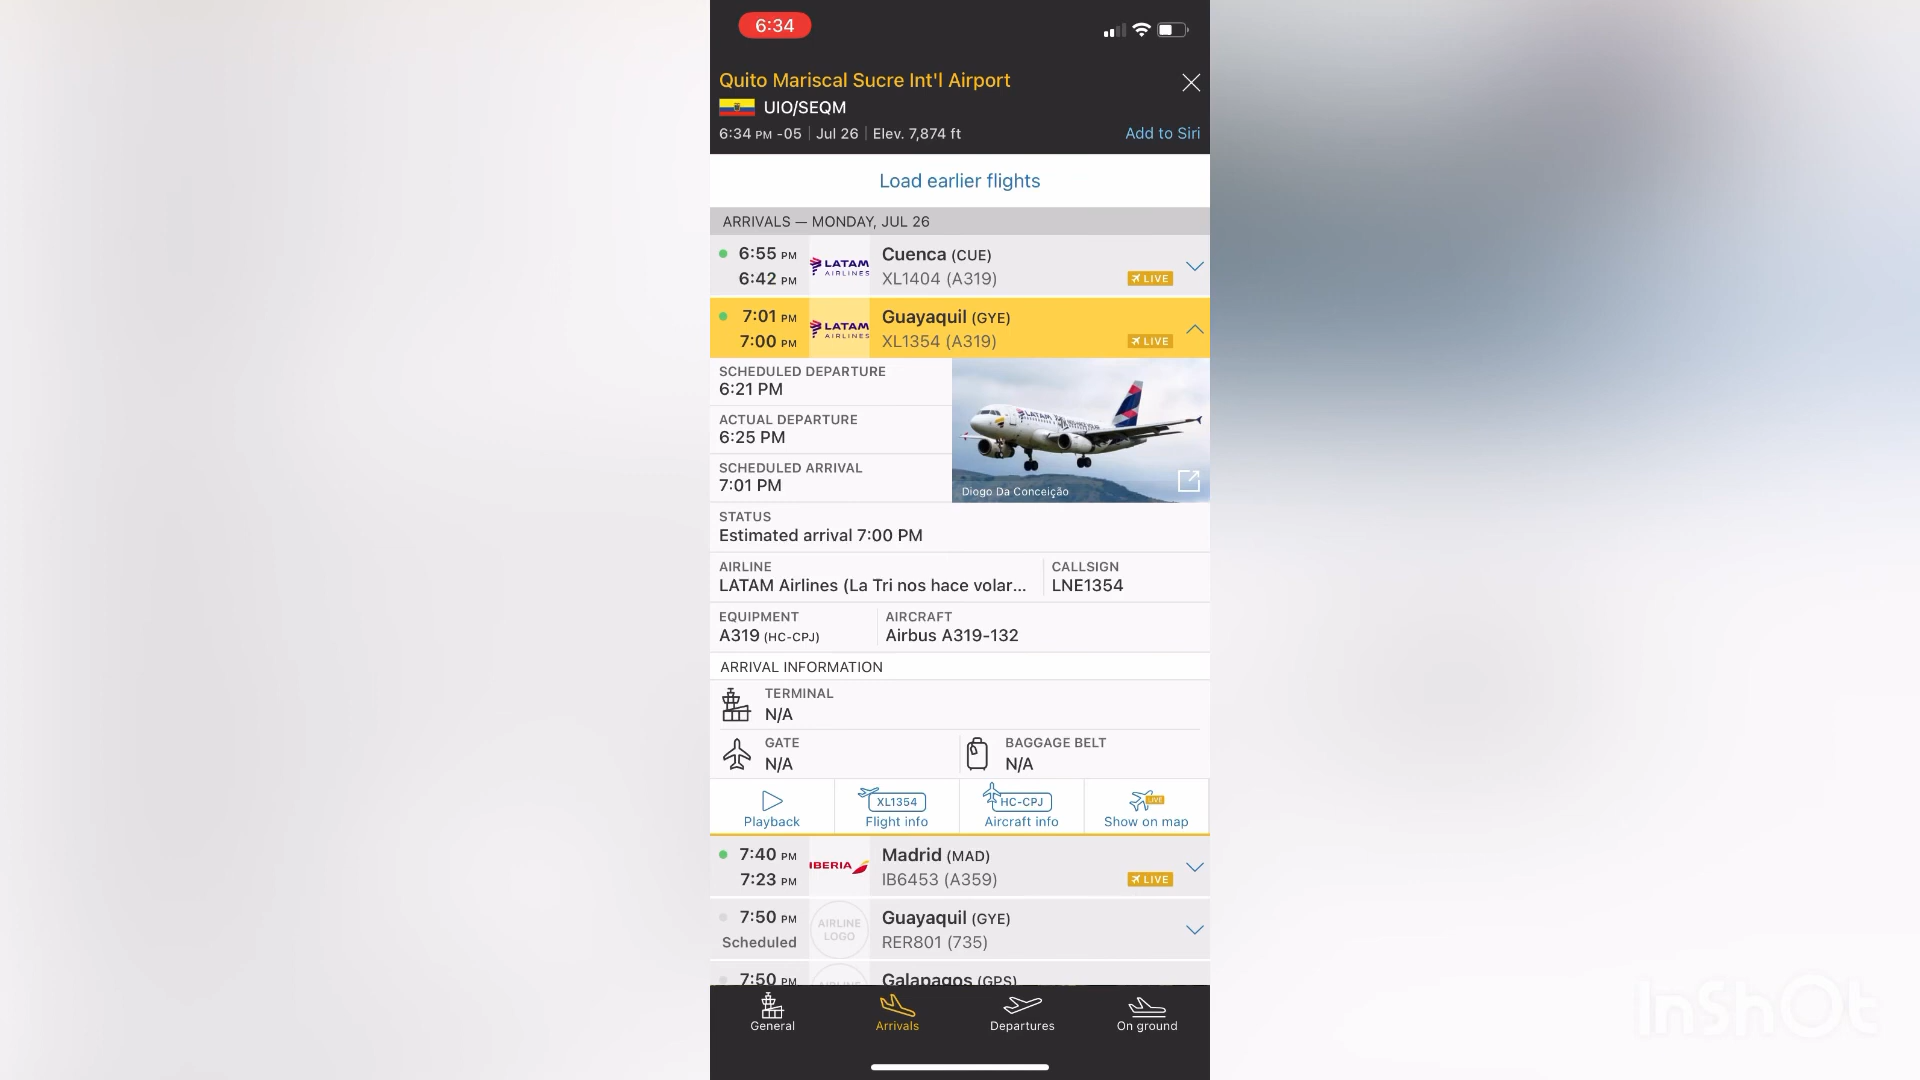 6:34
Quito Mariscal Sucre Int'l Airport
UIO/SEQM
6:34 PM -05 | Jul 26 | Elev. 7,874 ft
Add to Siri
Load earlier flights
ARRIVALS — MONDAY, JUL 26
6:55 PM
6:42 PM
LATAM
AIRLINES
Cuenca (CUE)
XL1404 (A319)
LIVE
7:01 PM
7:00 PM
LATAM
AIRLINES
Guayaquil (GYE)
XL1354 (A319)
LIVE
SCHEDULED DEPARTURE
6:21 PM
ACTUAL DEPARTURE
6:25 PM
SCHEDULED ARRIVAL
7:01 PM
LATAM
Diogo Da Conceição
STATUS
Estimated arrival 7:00 PM
AIRLINE
LATAM Airlines (La Tri nos hace volar...
CALLSIGN
LNE1354
EQUIPMENT
A319 (HC-CPJ)
AIRCRAFT
Airbus A319-132
ARRIVAL INFORMATION
TERMINAL
N/A
GATE
N/A
BAGGAGE BELT
N/A
Playback
XL1354
Flight info
HC-CPJ
Aircraft info
LIVE
Show on map
7:40 PM
7:23 PM
IBERIA
Madrid (MAD)
IB6453 (A359)
LIVE
7:50 PM
Scheduled
AIRLINE
LOGO
Guayaquil (GYE)
RER801 (735)
7:50 PM
Galapagos (GPS)
General
Arrivals
Departures
On ground
InShOt